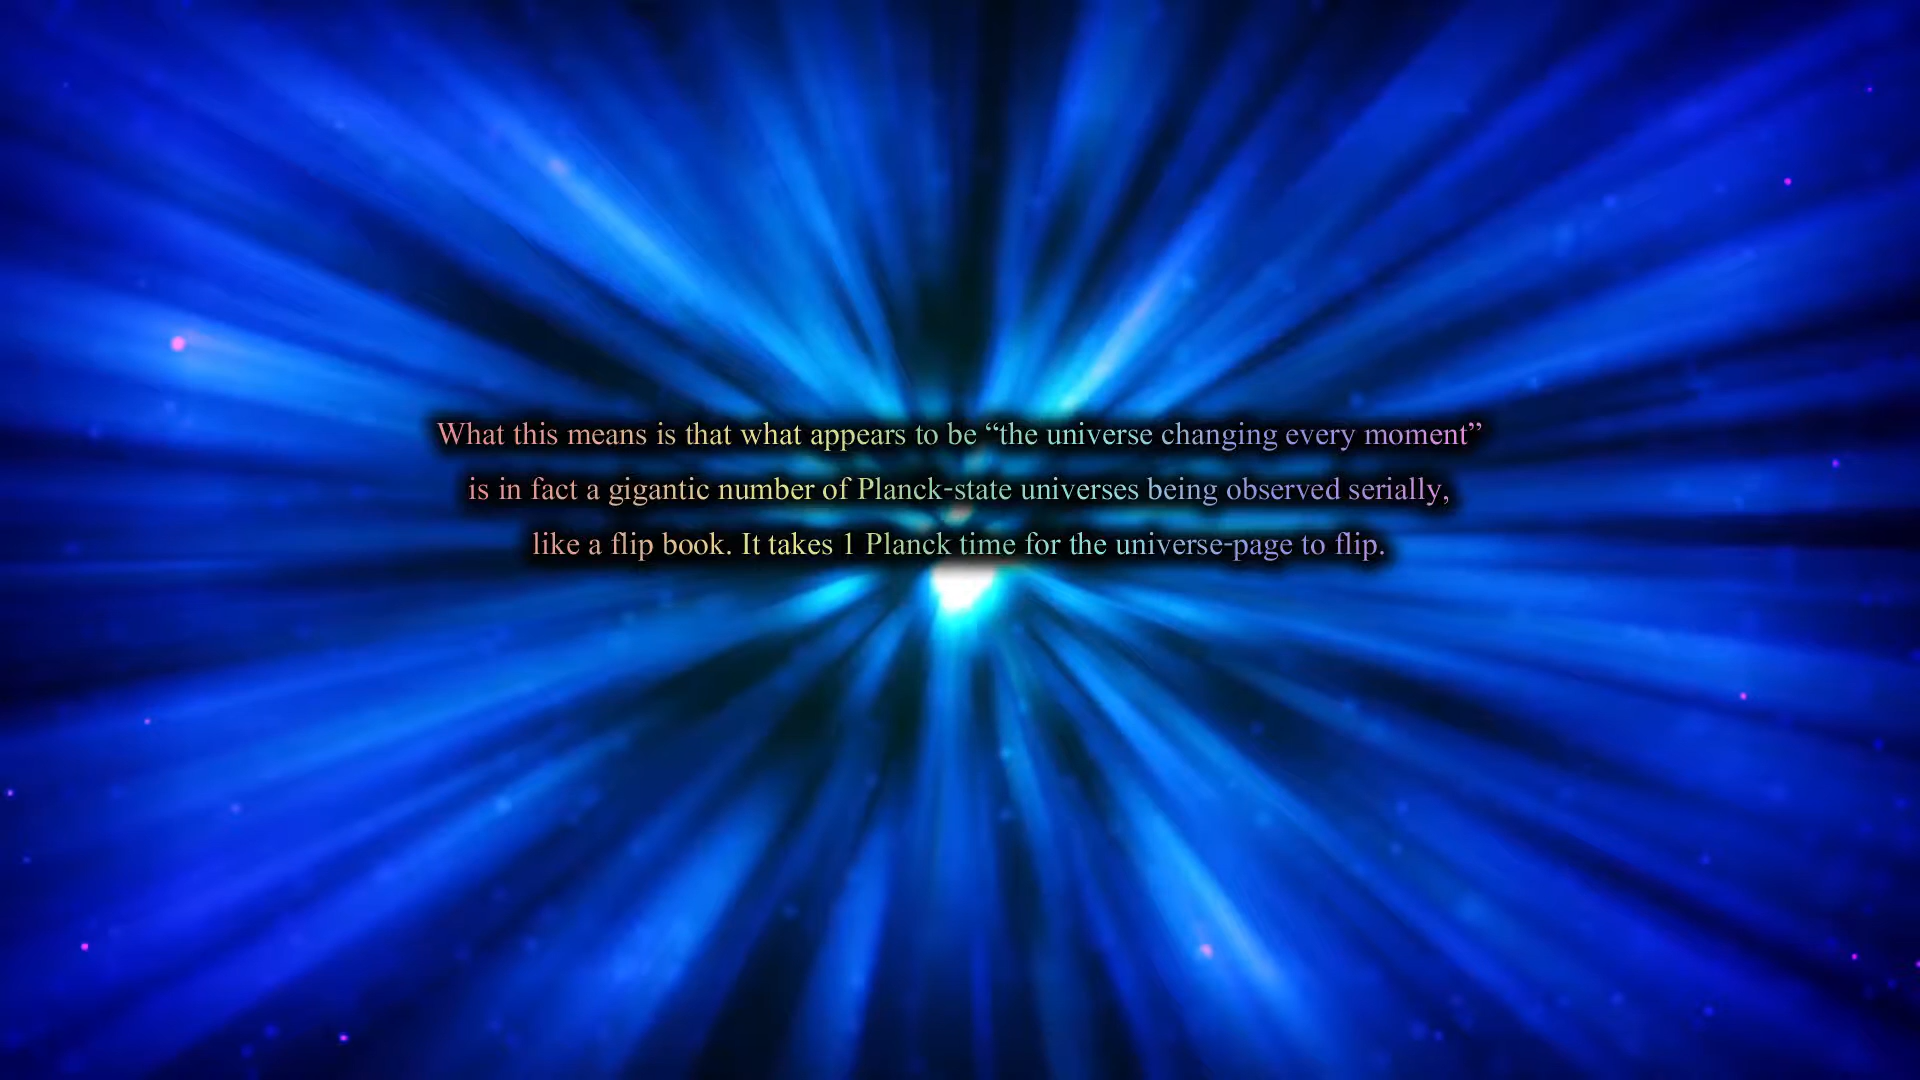 What this means is that what appears to be “the universe changing every moment”
is in fact a gigantic number of Planck-state universes being observed serially,
like a flip book. It takes 1 Planck time for the universe-page to flip.